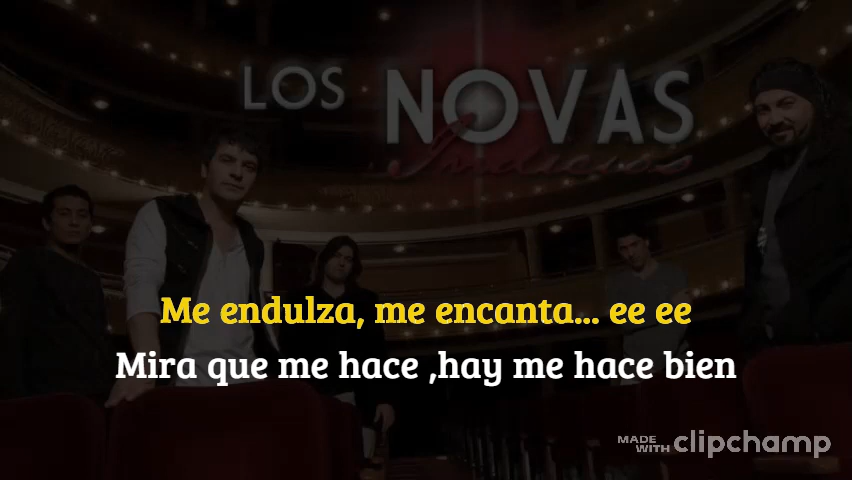 LOS NOVAS
Indicios
Me endulza, me encanta... ee ee
Mira que me hace ,hay me hace bien
MADE WITH clipchamp